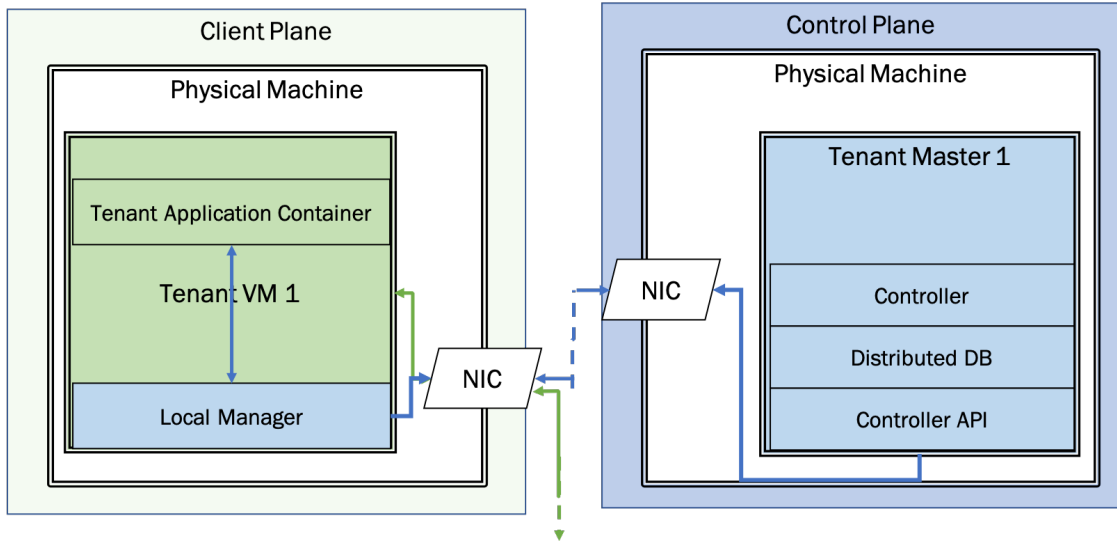 Client Plane
Physical Machine
Tenant Application Container
Tenant VM 1
Local Manager
NIC
Control Plane
Physical Machine
Tenant Master 1
NIC
Controller
Distributed DB
Controller API